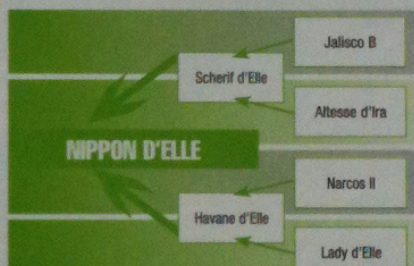 Jalisco B
Scherif d'Elle
Altesse d'Ira
NIPPON D'ELLE
Narcos II
Havane d'Elle
Lady d'Elle